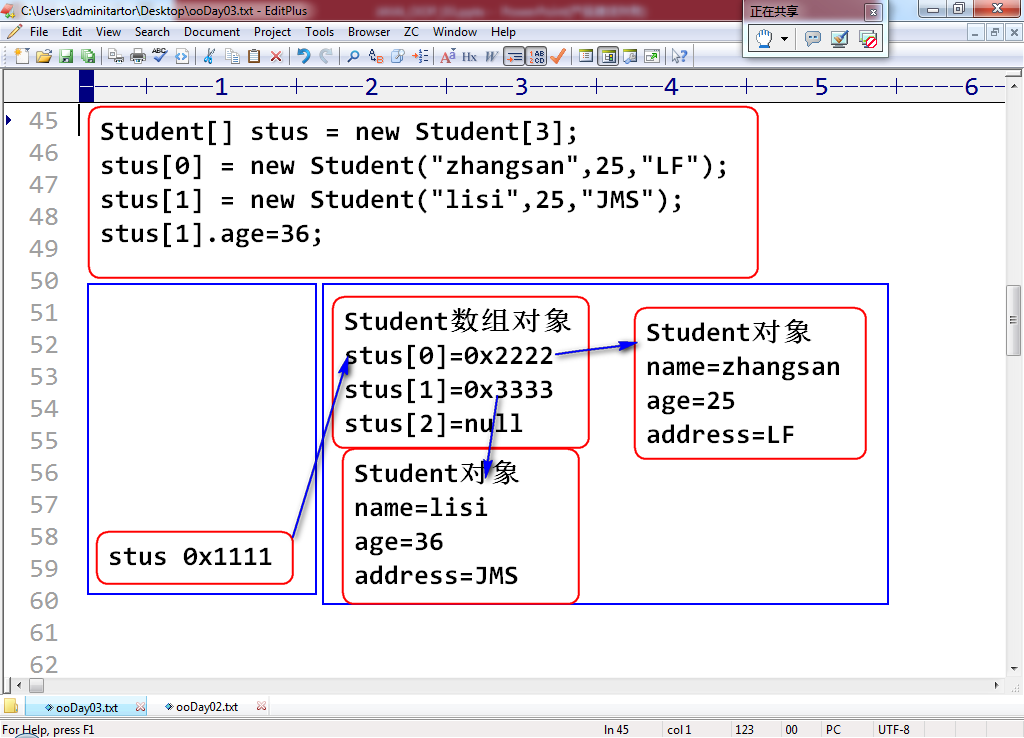 C:\Users\adminitartor\Desktop\ooDay03.txt - EditPlus
正在共享
File Edit View Search Document Project Tools Browser ZC Window Help
----+----1----+----2----+----3----+----4----+----5----+----6--
45
46
47
48
49
50
51
52
53
54
55
56
57
58
59
60
61
62
Student[] stus = new Student[3];
stus[0] = new Student("zhangsan",25,"LF");
stus[1] = new Student("lisi",25,"JMS");
stus[1].age=36;
stus 0x1111
Student数组对象
stus[0]=0x2222
stus[1]=0x3333
stus[2]=null
Student对象
name=zhangsan
age=25
address=LF
Student对象
name=lisi
age=36
address=JMS
ooDay03.txt ooDay02.txt
For Help, press F1 ln 45 col 1 123 00 PC UTF-8